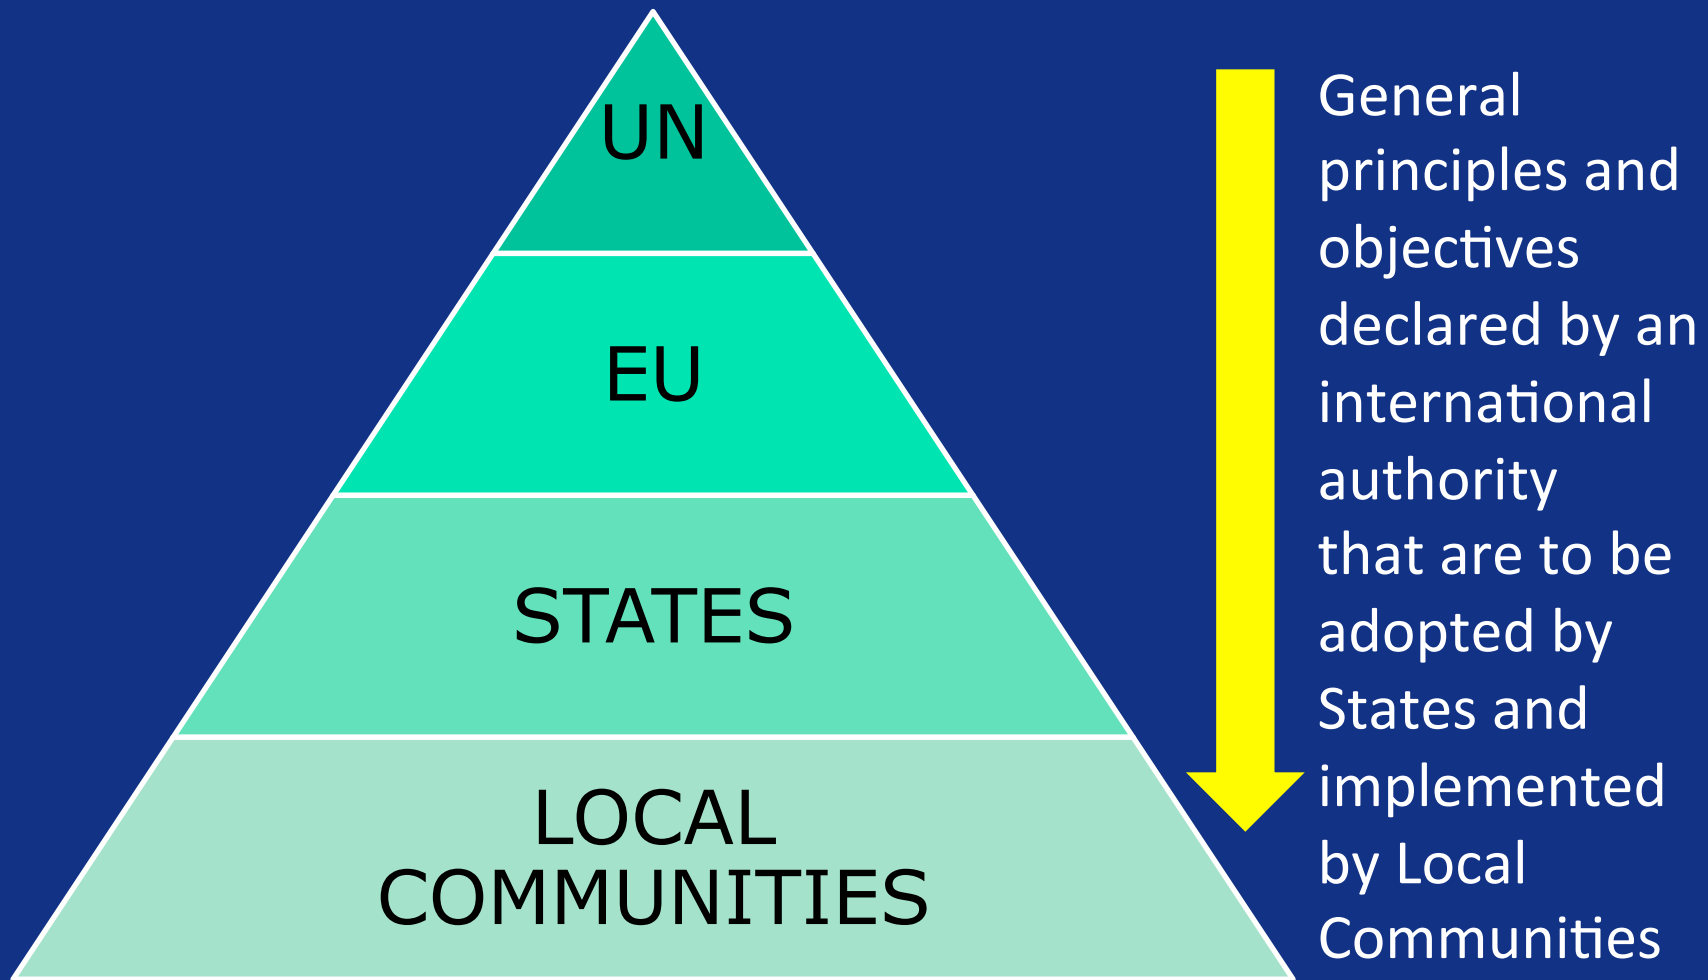 UN
EU
STATES
LOCAL
COMMUNITIES
General
principles and
objectives
declared by an
international
authority
that are to be
adopted by
States and
implemented
by Local
Communities